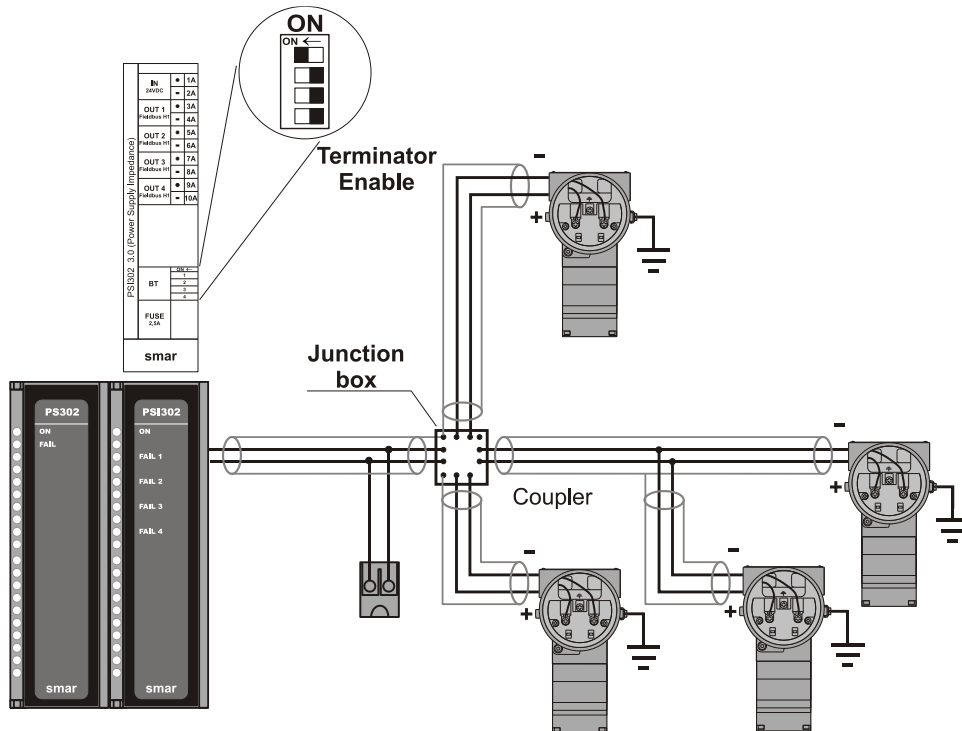 ON
ON ←
IN
24VDC
• 1A
- 2A
OUT 1
Fieldbus H1
• 3A
- 4A
OUT 2
Fieldbus H1
• 5A
- 6A
OUT 3
Fieldbus H1
• 7A
- 8A
OUT 4
Fieldbus H1
• 9A
- 10A
PSI302 3.0 (Power Supply Impedance)
BT
ON ←
1
2
3
4
FUSE
2,5A
smar
Terminator
Enable
-
+
Junction
box
PS302
ON
FAIL
smar
PSI302
ON
FAIL 1
FAIL 2
FAIL 3
FAIL 4
smar
Coupler
-
+
-
+
-
+